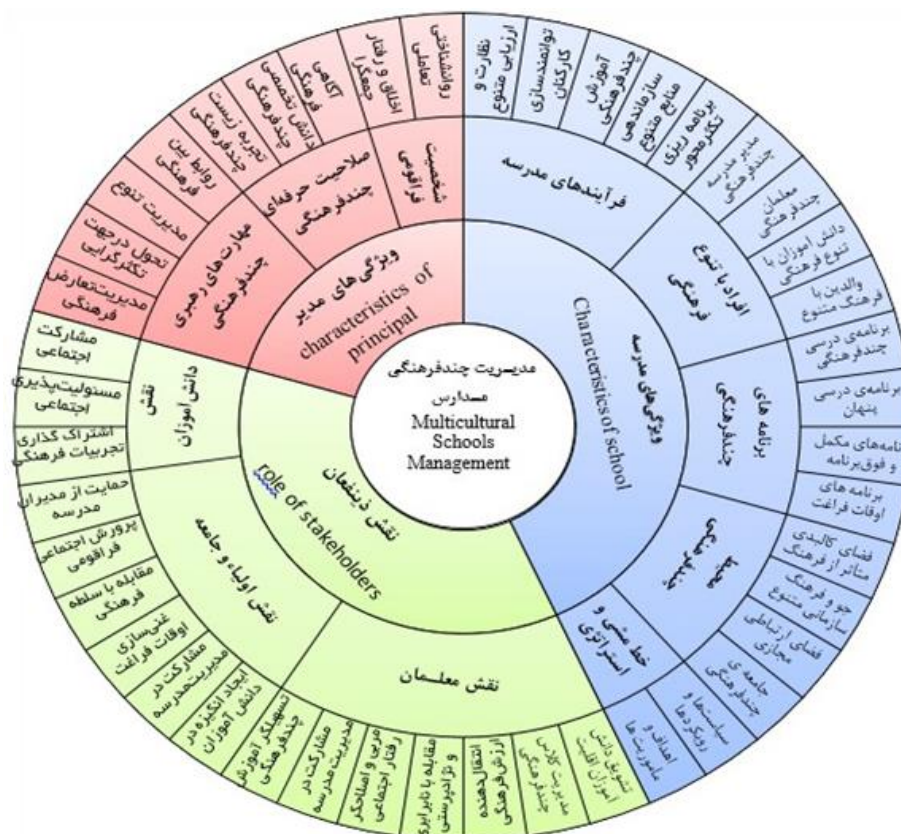 مدیریت چندفرهنگی
مدارس
Multicultural
Schools
Management
ویژگی‌های مدرسه
Characteristics of school
فرآیندهای مدرسه
نظارت و
ارزیابی متنوع
توانمندسازی
کارکنان
آموزش
چندفرهنگی
سازماندهی
منابع متنوع
برنامه ریزی
تکثرمحور
افراد با تنوع
فرهنگی
مدیر مدرسه
چندفرهنگی
معلمان
چندفرهنگی
دانش آموزان با
تنوع فرهنگی
والدین با
فرهنگ متنوع
برنامه های
چندفرهنگی
برنامه‌ی درسی
چندفرهنگی
برنامه‌ی درسی
پنهان
نامه‌های مکمل
و فوق‌برنامه
برنامه های
اوقات فراغت
محیط
چندفرهنگی
فضای کالبدی
متاثر از فرهنگ
جو و فرهنگ
سازمانی متنوع
فضای ارتباطی
مجازی
جامعه‌ی
چندفرهنگی
خط مشی و
استراتژی
سیاست‌ها و
رویکردها
اهداف و
ماموریت ها
نقش ذینفعان
role of stakeholders
نقش معلمان
تشویق دانش
آموزان اقلیت
مدیریت کلاس
چندفرهنگی
انتقال‌دهنده
ارزش فرهنگی
مقابله با نابرابری
و نژادپرستی
مربی و اصلاحگر
رفتار اجتماعی
مشارکت در
مدیریت مدرسه
تسهیلگر آموزش
چندفرهنگی
ایجاد انگیزه در
دانش آموزان
نقش اولیاء و جامعه
مشارکت در
مدیریت‌مدرسه
غنی‌سازی
اوقات فراغت
مقابله با سلطه
فرهنگی
پرورش اجتماعی
فراقومی
حمایت از مدیران
مدرسه
نقش
دانش‌آموزان
اشتراک گذاری
تجربیات فرهنگی
مسئولیت‌پذیری
اجتماعی
مشارکت
اجتماعی
ویژگی‌های مدیر
characteristics of
principal
مهارت‌های رهبری
چندفرهنگی
مدیریت‌تعارض
فرهنگی
تحول درجهت
تکثرگرایی
مدیریت تنوع
روابط بین
فرهنگی
صلاحیت حرفه‌ای
چندفرهنگی
تجربه زیست
چندفرهنگی
دانش تخصصی
چندفرهنگی
آگاهی
فرهنگی
شخصیت
فراقومی
اخلاق و رفتار
جمعگرا
روانشناختی
تعاملی